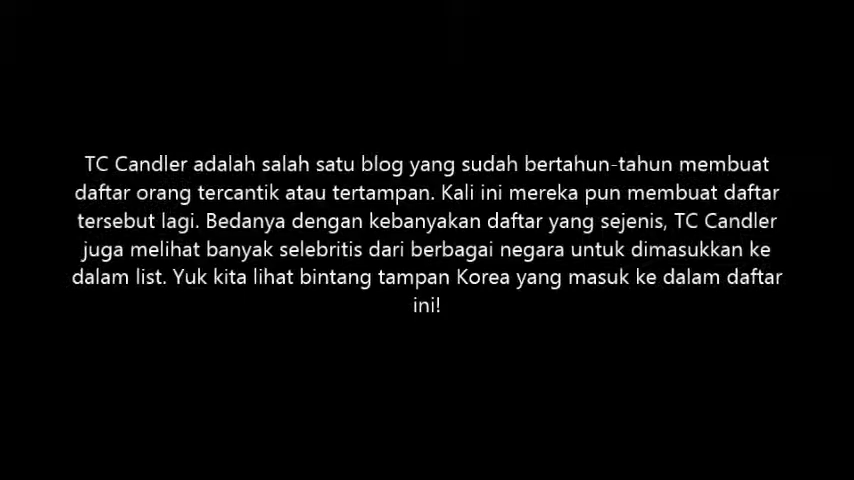 TC Candler adalah salah satu blog yang sudah bertahun-tahun membuat
daftar orang tercantik atau tertampan. Kali ini mereka pun membuat daftar
tersebut lagi. Bedanya dengan kebanyakan daftar yang sejenis, TC Candler
juga melihat banyak selebritis dari berbagai negara untuk dimasukkan ke
dalam list. Yuk kita lihat bintang tampan Korea yang masuk ke dalam daftar
ini!